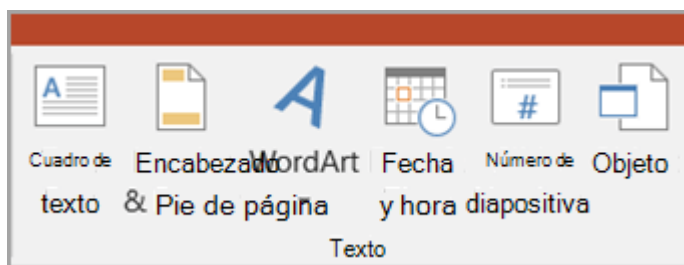 Cuadro de texto
Encabezado & Pie de página
WordArt
Fecha y hora
Número de diapositiva
Objeto
Texto